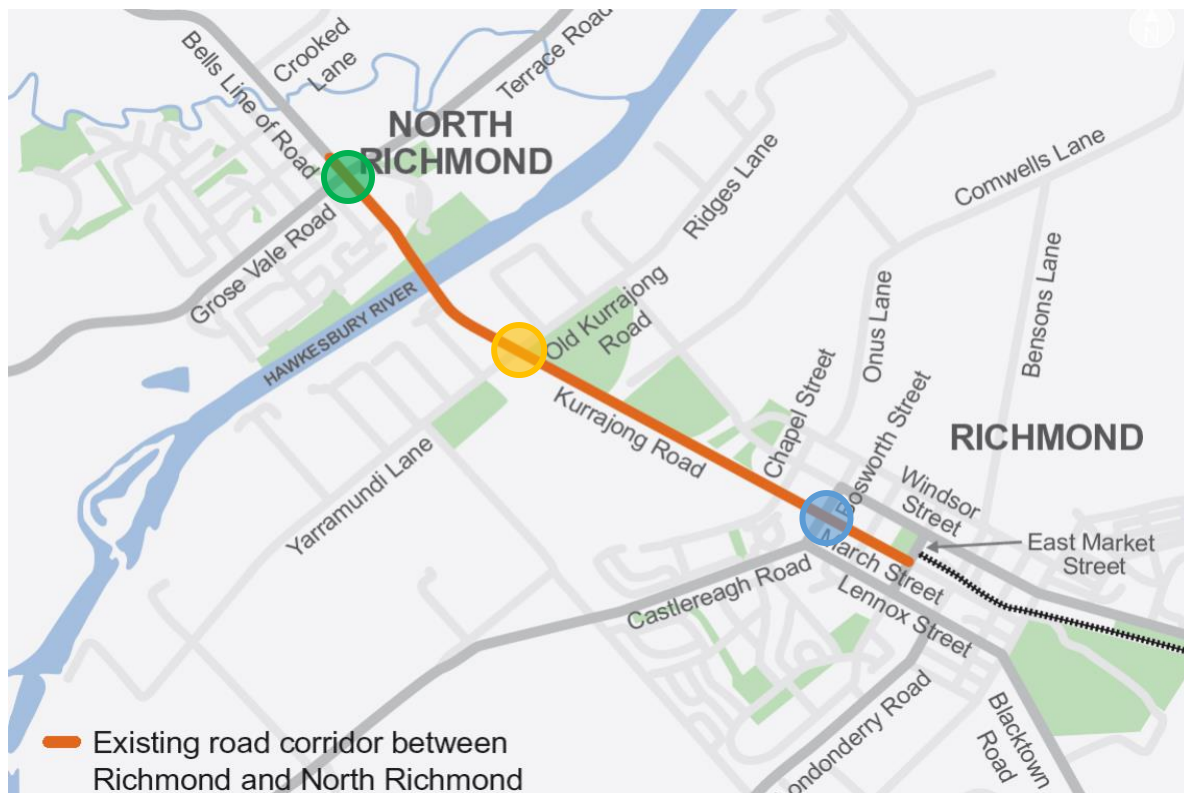 N
Bells Line of Road
Crooked
Lane
Terrace Road
NORTH
RICHMOND
Grose Vale Road
HAWKESBURY RIVER
Ridges Lane
Comwells Lane
Old Kurrajong
Road
Onus Lane
Bensons Lane
Kurrajong Road
Chapel Street
Bosworth Street
RICHMOND
Windsor
Street
Yarramundi Lane
East Market
Street
March Street
Castlereagh Road
Lennox Street
Londonderry Road
Blacktown
Road
Existing road corridor between
Richmond and North Richmond